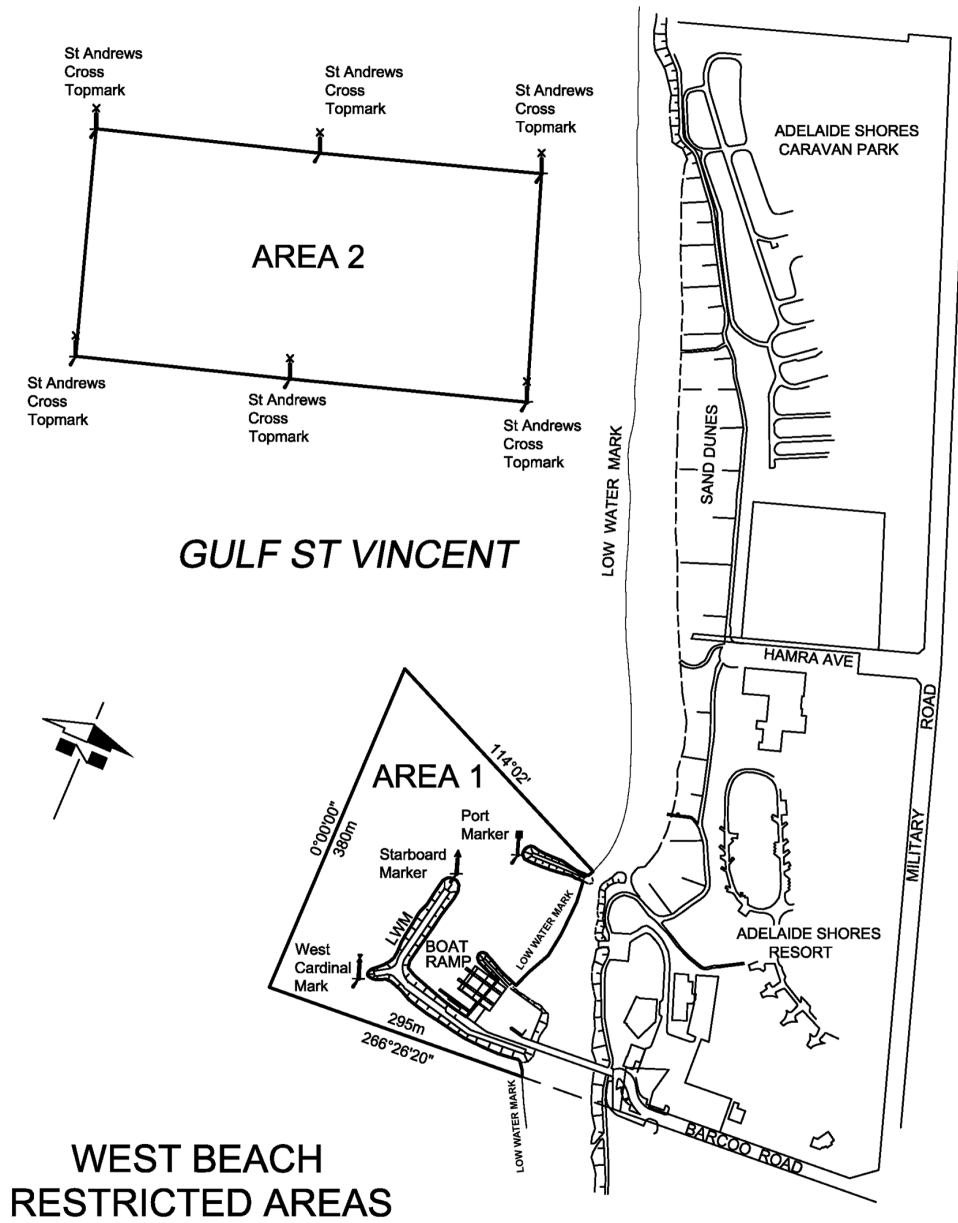 St Andrews
Cross
Topmark
St Andrews
Cross
Topmark
St Andrews
Cross
Topmark
ADELAIDE SHORES
CARAVAN PARK
AREA 2
St Andrews
Cross
Topmark
St Andrews
Cross
Topmark
St Andrews
Cross
Topmark
SAND DUNES
LOW WATER MARK
GULF ST VINCENT
HAMRA AVE
MILITARY ROAD
AREA 1
114°02'
0°00'00"
380m
Port
Marker
Starboard
Marker
LWM
BOAT
RAMP
LOW WATER MARK
West
Cardinal
Mark
ADELAIDE SHORES
RESORT
295m
266°26'20"
LOW WATER MARK
BARCOO ROAD
WEST BEACH
RESTRICTED AREAS